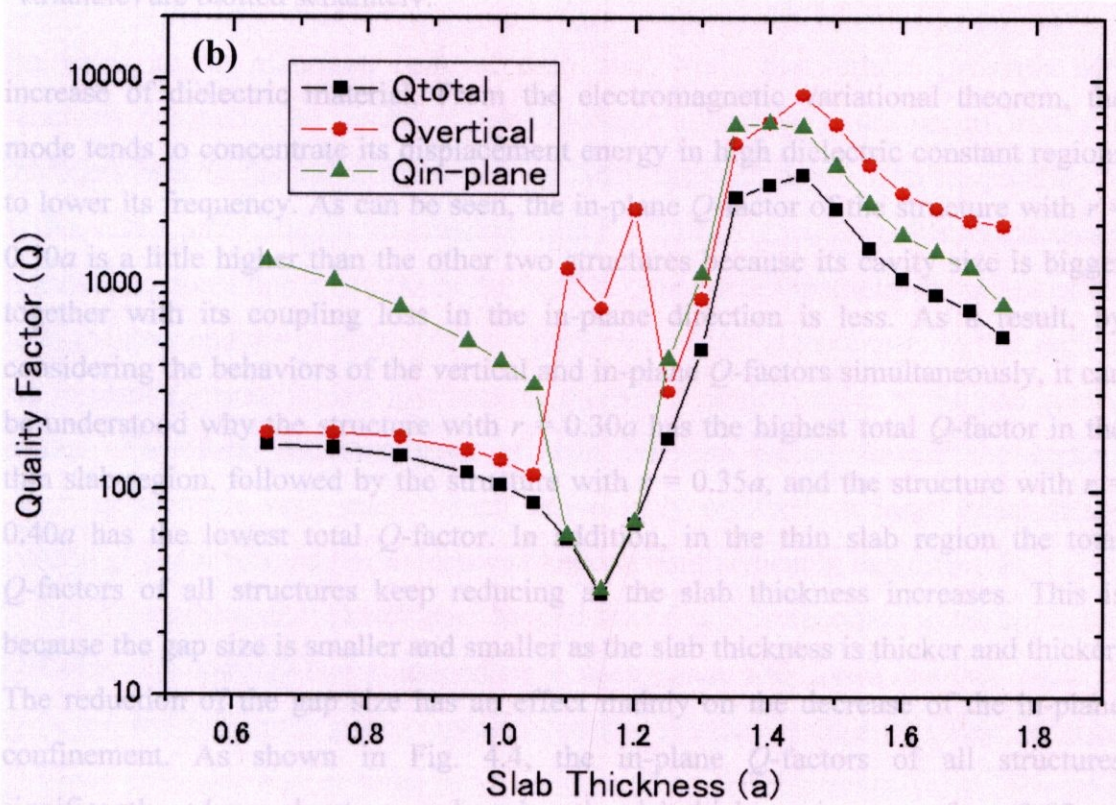 (b)
10000
1000
100
10
Quality Factor (Q)
Qtotal
Qvertical
Qin-plane
0.6 0.8 1.0 1.2 1.4 1.6 1.8
Slab Thickness (a)
increase of dielectric material. From the electromagnetic variational theorem, the
mode tends to concentrate its displacement energy in high dielectric constant region
to lower its frequency. As can be seen, the in-plane Q-factor of the structure with r =
0.30a is a little higher than the other two structures because its cavity size is bigger
together with its coupling loss in the in-plane direction is less. As a result,
considering the behaviors of the vertical and in-plane Q-factors simultaneously, it can
be understood why the structure with r = 0.30a has the highest total Q-factor in the
thin slab region, followed by the structure with r = 0.35a, and the structure with r =
0.40a has the lowest total Q-factor. In addition, in the thin slab region the total
Q-factors of all structures keep reducing as the slab thickness increases. This is
because the gap size is smaller and smaller as the slab thickness is thicker and thicker
The reduction of the gap size has an effect mainly on the decrease of the in-plane
confinement. As shown in Fig. 4.4, the in-plane Q-factors of all structures